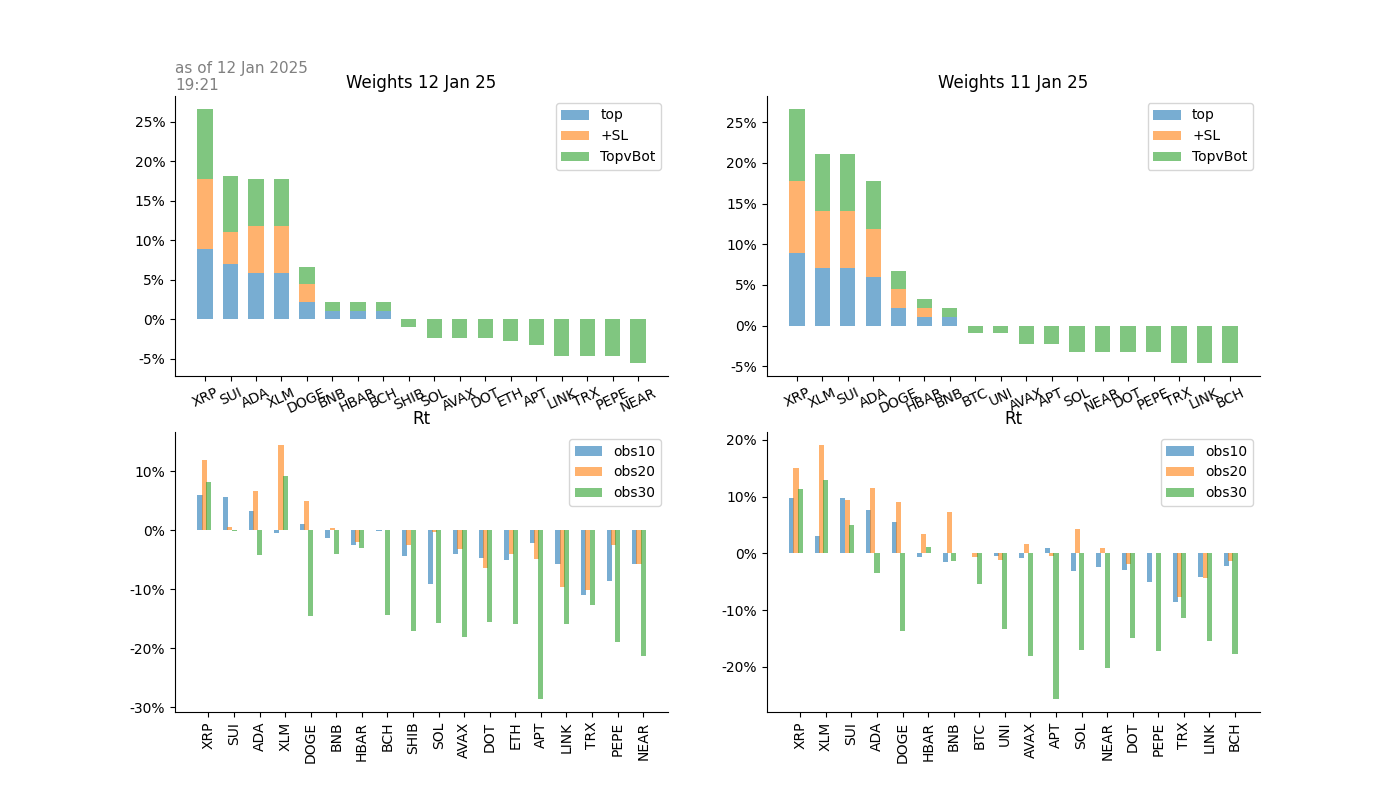 as of 12 Jan 2025
19:21
Weights 12 Jan 25
25%
20%
15%
10%
5%
0%
-5%
top
+SL
TopvBot
XRP SUI ADA XLM DOGE BNB HBAR BCH SHIB SOL AVAX DOT ETH APT LINK TRX PEPE NEAR
Weights 11 Jan 25
25%
20%
15%
10%
5%
0%
-5%
top
+SL
TopvBot
XRP XLM SUI ADA DOGE HBAR BNB BTC UNI AVAX APT SOL NEAR DOT PEPE TRX LINK BCH
Rt
10%
0%
-10%
-20%
-30%
obs10
obs20
obs30
XRP SUI ADA XLM DOGE BNB HBAR BCH SHIB SOL AVAX DOT ETH APT LINK TRX PEPE NEAR
Rt
20%
10%
0%
-10%
-20%
obs10
obs20
obs30
XRP XLM SUI ADA DOGE HBAR BNB BTC UNI AVAX APT SOL NEAR DOT PEPE TRX LINK BCH